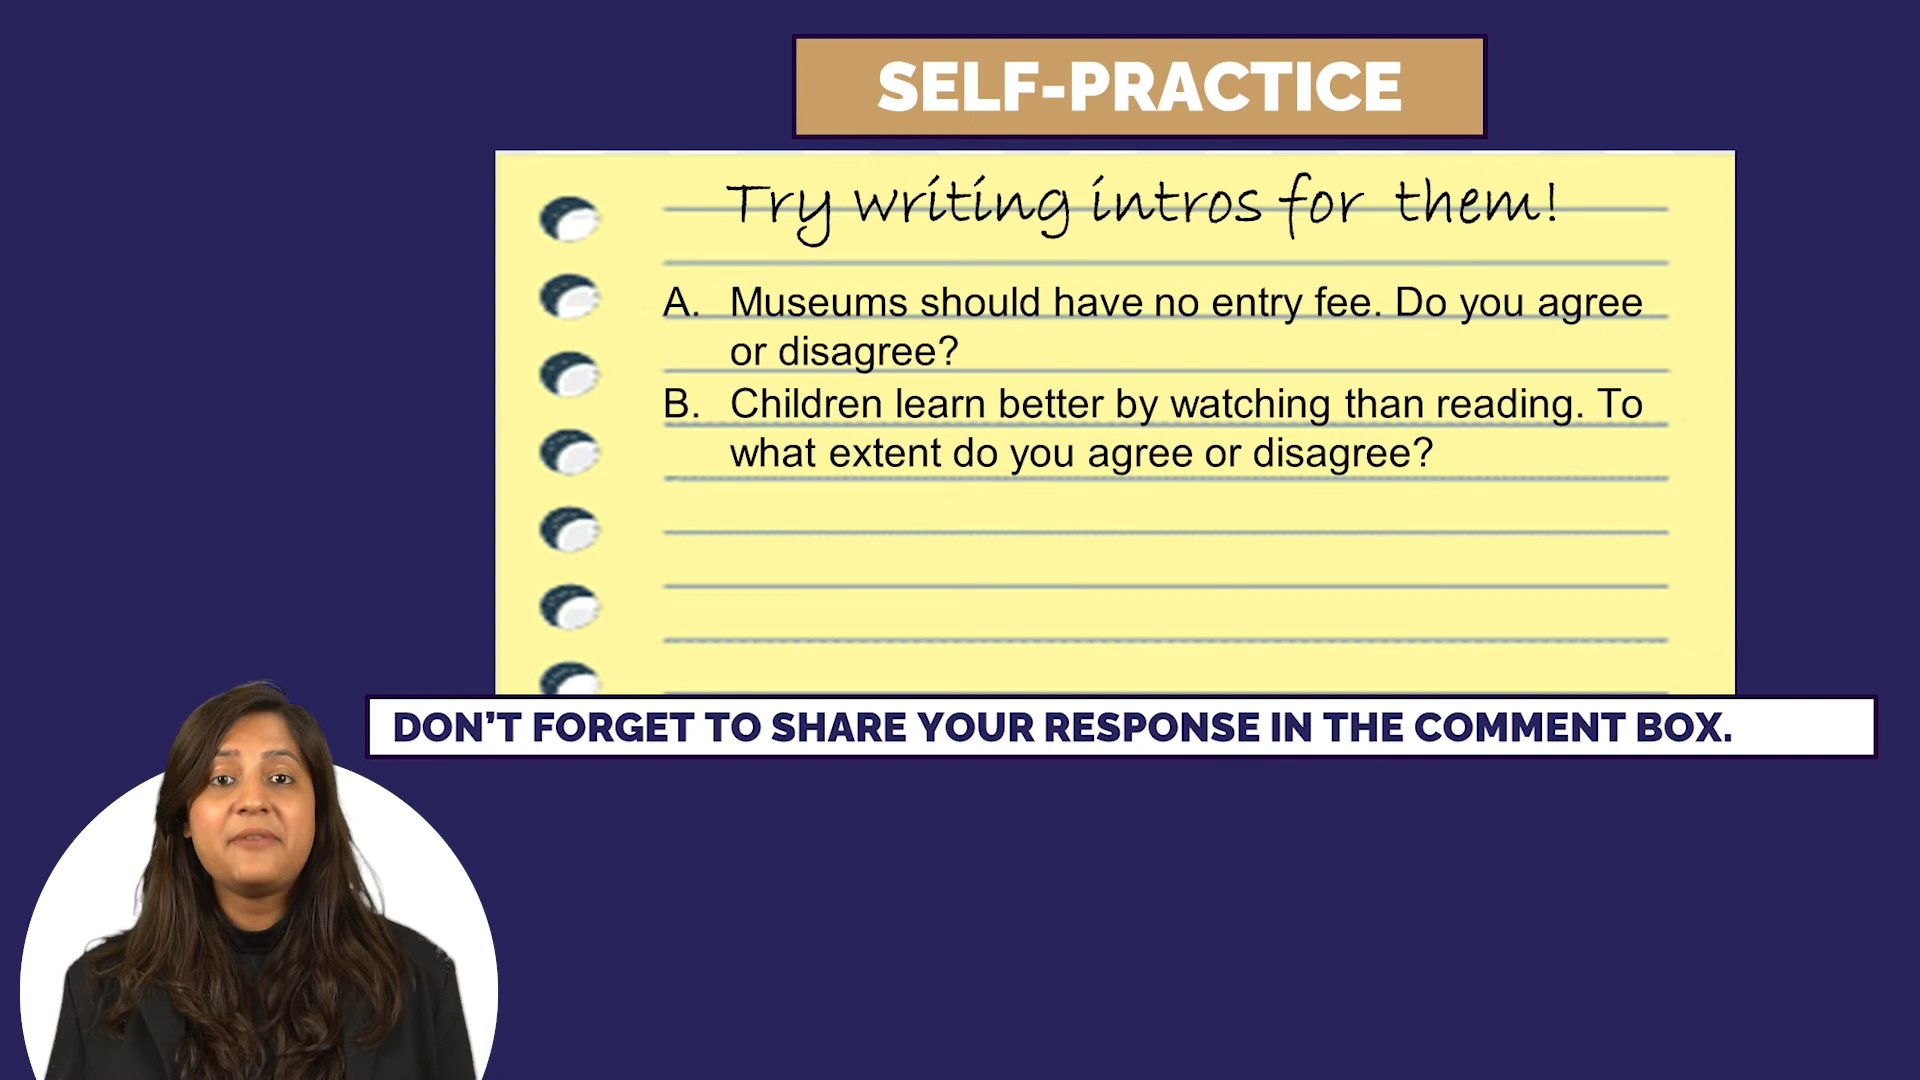 SELF-PRACTICE
Try writing intros for them!
A. Museums should have no entry fee. Do you agree
or disagree?
B. Children learn better by watching than reading. To
what extent do you agree or disagree?
DON’T FORGET TO SHARE YOUR RESPONSE IN THE COMMENT BOX.